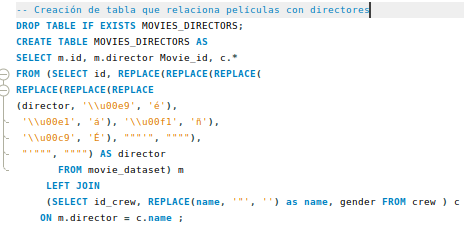 -- Creación de tabla que relaciona peliculas con directores
DROP TABLE IF EXISTS MOVIES_DIRECTORS;
CREATE TABLE MOVIES_DIRECTORS AS
SELECT m.id, m.director Movie_id, c.*
FROM (SELECT id, REPLACE(REPLACE(REPLACE(
REPLACE(REPLACE(REPLACE
(director, '\\u00e9', 'é'),
'\\u00e1', 'á'), '\\u00f1', 'ñ'),
'\\u00c9', 'É'), """'", """"),
"'""", """") AS director
FROM movie_dataset) m
LEFT JOIN
(SELECT id_crew, REPLACE(name, '"', '') as name, gender FROM crew ) c
ON m.director = c.name ;